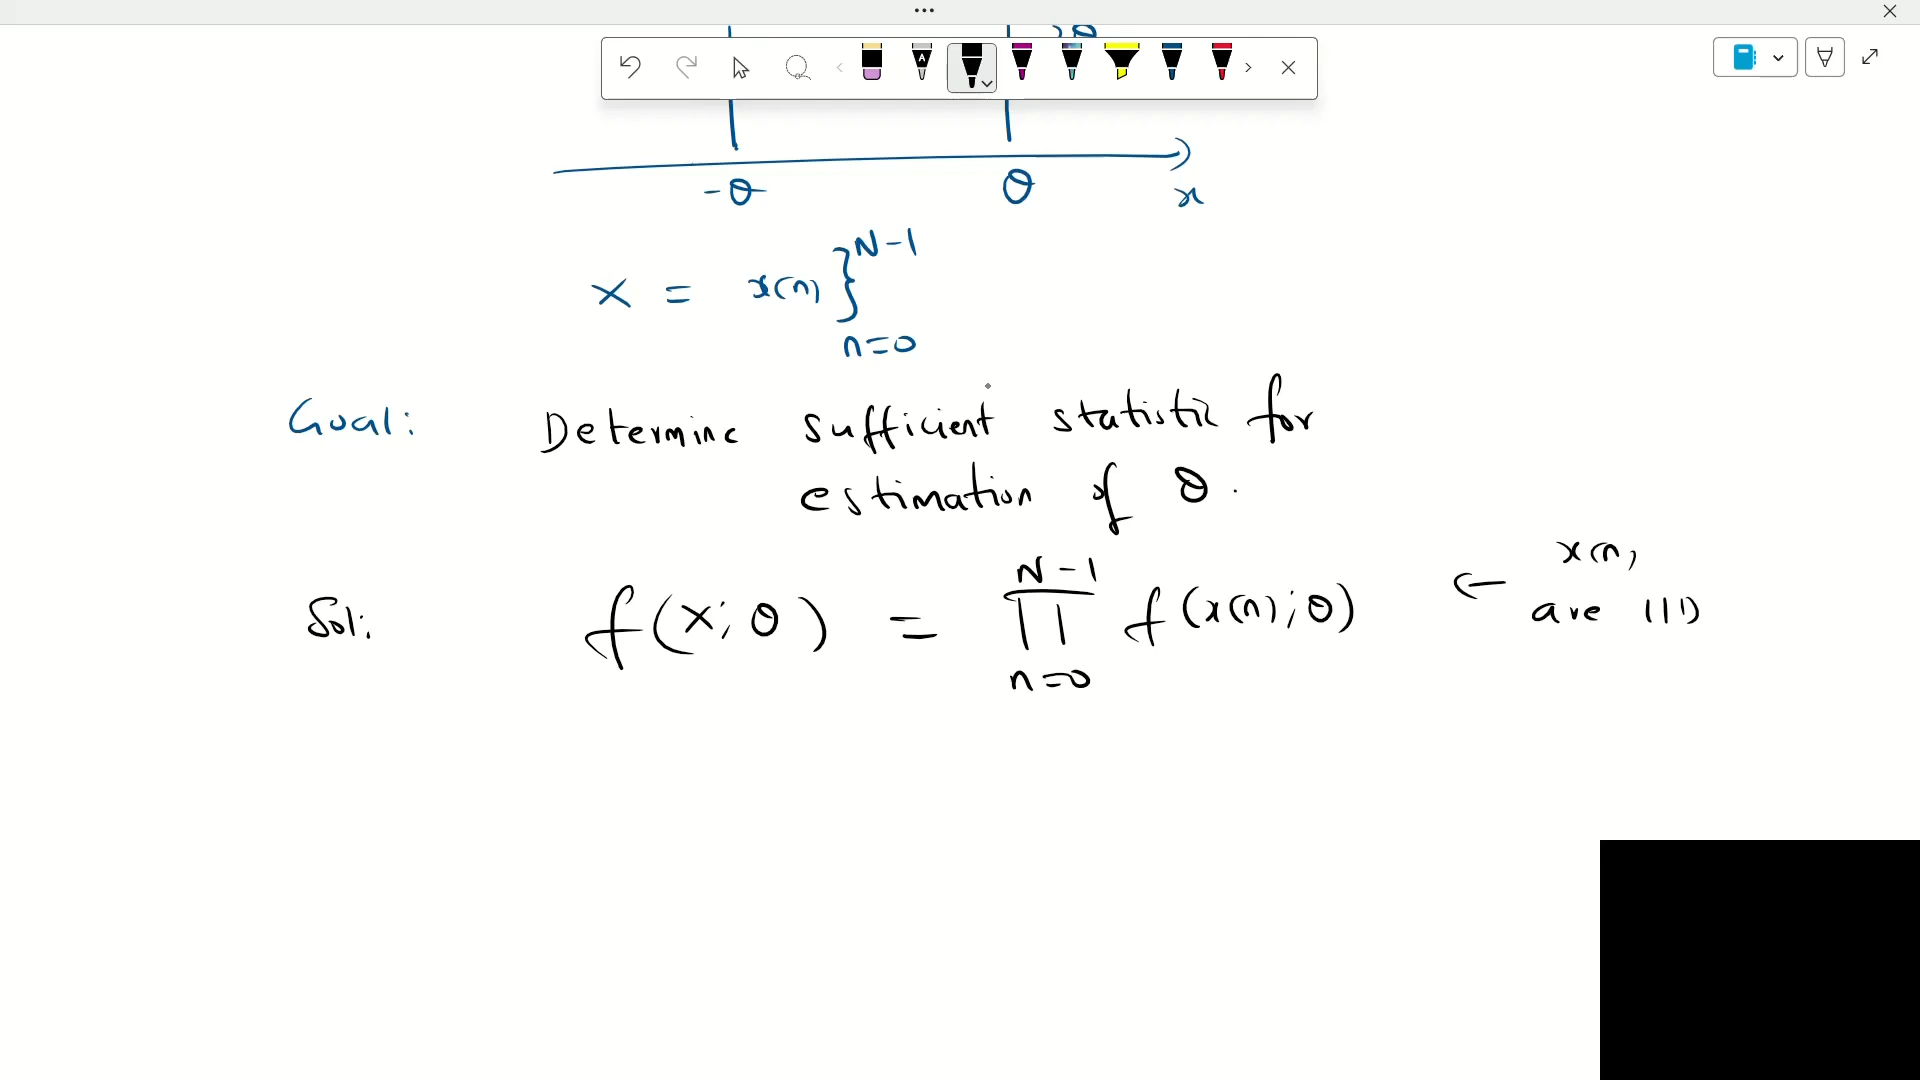 -θ θ x
X = x(n) }
N-1
n=0
Goal: Determine sufficient statistic for
estimation of θ.
Sol: f(X; θ) = N-1 ∏ n=0 f(x(n); θ) ← x(n)
are IID